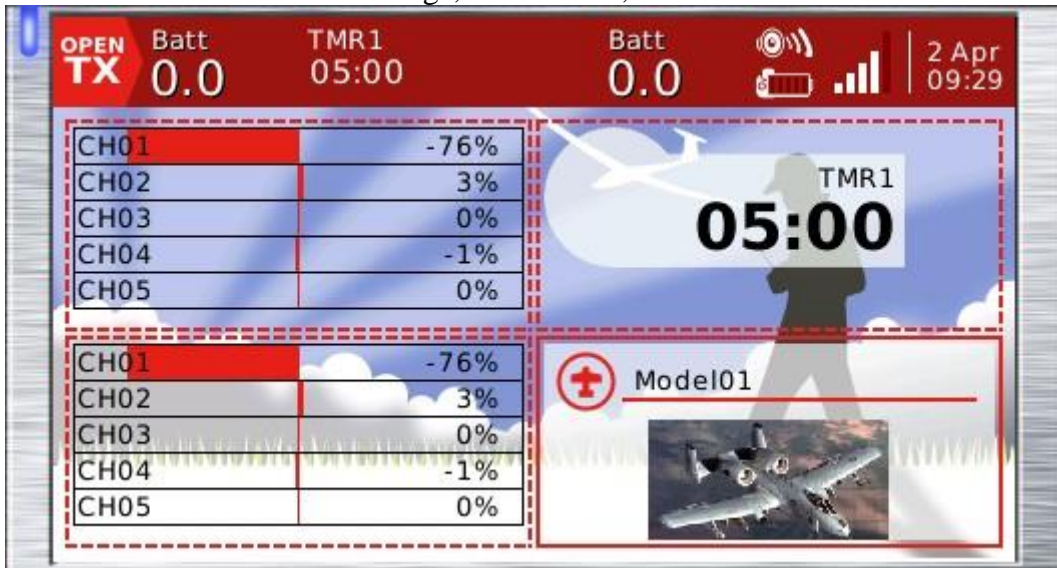 OPEN
TX
Batt
0.0
TMR1
05:00
Batt
0.0
2 Apr
09:29
CH01 -76%
CH02 3%
CH03 0%
CH04 -1%
CH05 0%
TMR1
05:00
CH01 -76%
CH02 3%
CH03 0%
CH04 -1%
CH05 0%
Model01